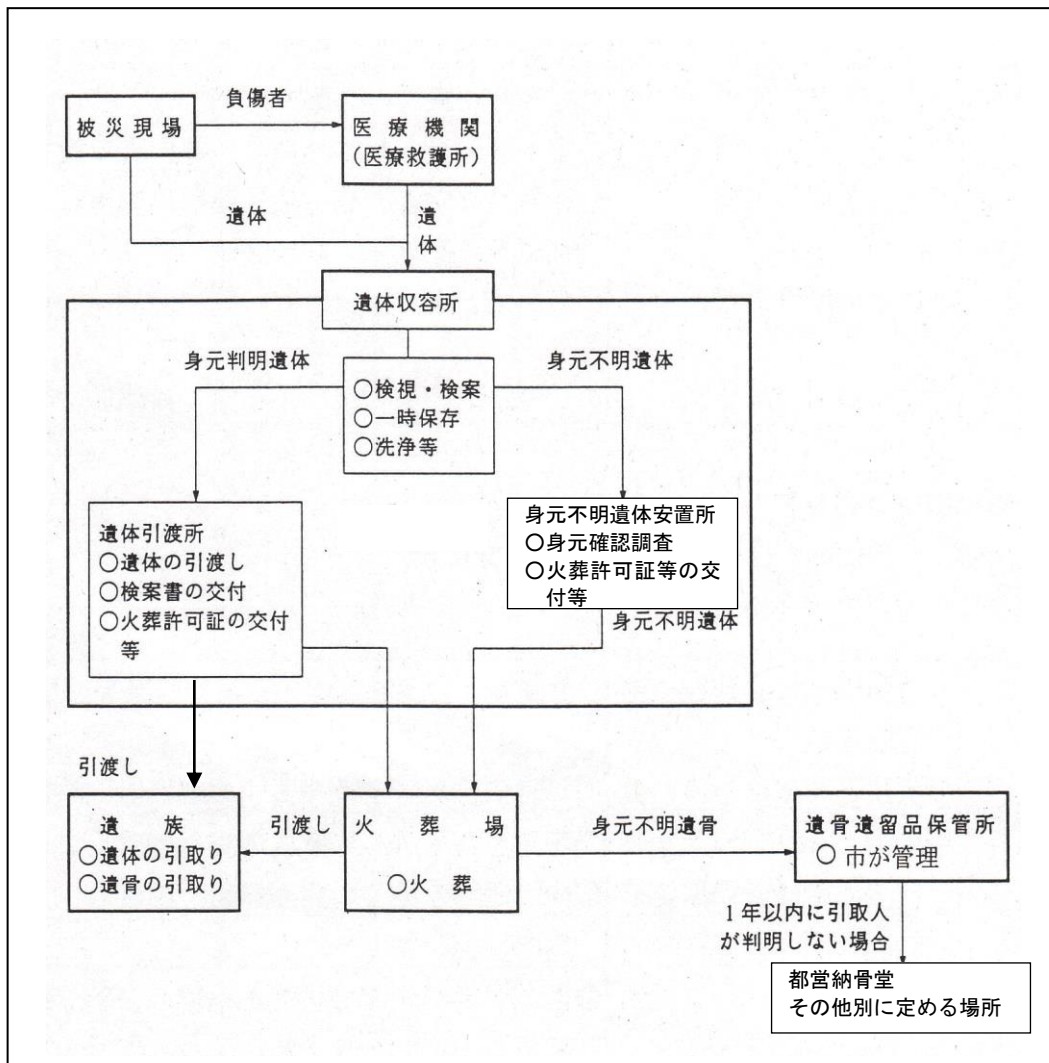 負傷者
被災現場
医療機関
（医療救護所）
遺体
遺体
遺体収容所
身元判明遺体
身元不明遺体
○検視・検案
○一時保存
○洗浄等
遺体引渡所
○遺体の引渡し
○検案書の交付
○火葬許可証の交付
等
身元不明遺体安置所
○身元確認調査
○火葬許可証等の交
付等
身元不明遺体
引渡し
遺族
○遺体の引取り
○遺骨の引取り
引渡し
火葬場
○火葬
身元不明遺骨
遺骨遺留品保管所
○ 市が管理
1年以内に引取人
が判明しない場合
都営納骨堂
その他別に定める場所